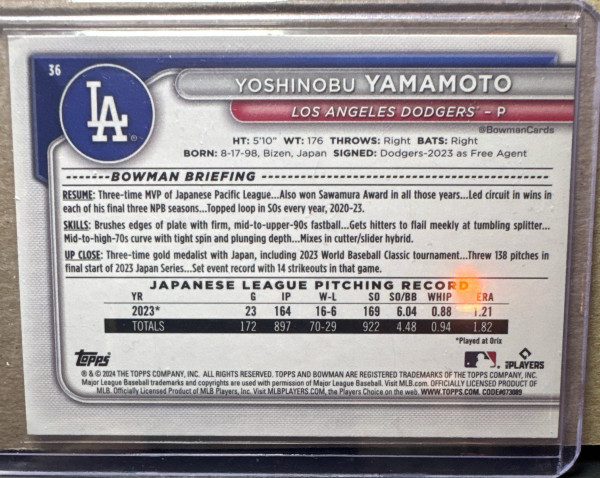 36
YOSHINOBU YAMAMOTO
LA
LOS ANGELES DODGERS® – P
@BowmanCards
HT: 5'10" WT: 176 THROWS: Right BATS: Right
BORN: 8-17-98, Bizen, Japan SIGNED: Dodgers-2023 as Free Agent
BOWMAN BRIEFING
RESUME: Three-time MVP of Japanese Pacific League...Also won Sawamura Award in all those years...Led circuit in wins in
each of his final three NPB seasons...Topped loop in SOs every year, 2020-23.
SKILLS: Brushes edges of plate with firm, mid-to-upper-90s fastball...Gets hitters to flail meekly at tumbling splitter...
Mid-to-high-70s curve with tight spin and plunging depth...Mixes in cutter/slider hybrid.
UP CLOSE: Three-time gold medalist with Japan, including 2023 World Baseball Classic tournament...Threw 138 pitches in
final start of 2023 Japan Series...Set event record with 14 strikeouts in that game.
JAPANESE LEAGUE PITCHING RECORD
YR G IP W-L SO SO/BB WHIP ERA
2023* 23 164 16-6 169 6.04 0.88 1.21
TOTALS 172 897 70-29 922 4.48 0.94 1.82
*Played at Orix
Topps PLAYERS
® & © 2024 THE TOPPS COMPANY, INC. ALL RIGHTS RESERVED. TOPPS AND BOWMAN ARE REGISTERED TRADEMARKS OF THE TOPPS COMPANY, INC.
Major League Baseball trademarks and copyrights are used with permission of Major League Baseball. Visit MLB.com. OFFICIALLY LICENSED PRODUCT OF
MLB. Officially Licensed Product of MLB Players, Inc. Visit MLBPLAYERS.com, the Players Choice on the web. WWW.TOPPS.COM. CODE#073089